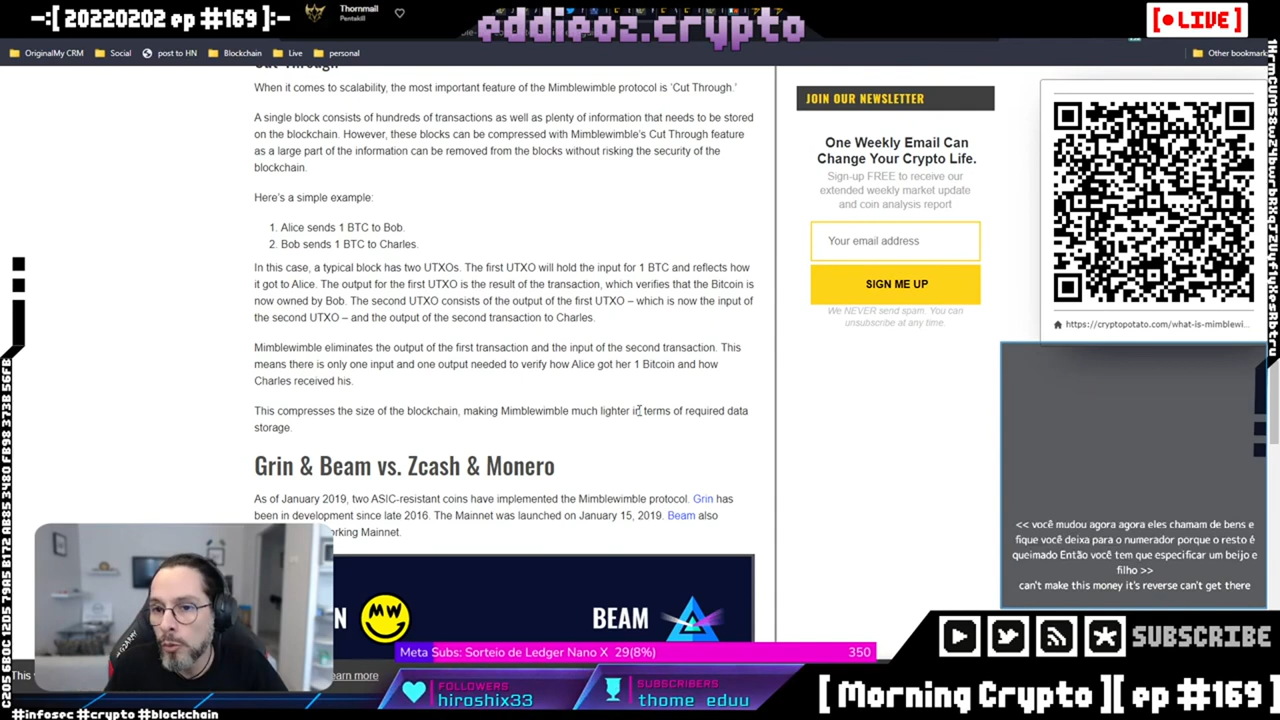 -:[ 20220202 ep #169 ]:-
Thornmail
Pentakill
eddieoz.crypto
[ • LIVE ]
OriginalMy CRM
Social
post to HN
Blockchain
Live
personal
Other bookmark
Cut-Through
When it comes to scalability, the most important feature of the Mimblewimble protocol is 'Cut Through.'
A single block consists of hundreds of transactions as well as plenty of information that needs to be stored
on the blockchain. However, these blocks can be compressed with Mimblewimble's Cut Through feature
as a large part of the information can be removed from the blocks without risking the security of the
blockchain.
Here's a simple example:
1. Alice sends 1 BTC to Bob.
2. Bob sends 1 BTC to Charles.
In this case, a typical block has two UTXOs. The first UTXO will hold the input for 1 BTC and reflects how
it got to Alice. The output for the first UTXO is the result of the transaction, which verifies that the Bitcoin is
now owned by Bob. The second UTXO consists of the output of the first UTXO – which is now the input of
the second UTXO – and the output of the second transaction to Charles.
Mimblewimble eliminates the output of the first transaction and the input of the second transaction. This
means there is only one input and one output needed to verify how Alice got her 1 Bitcoin and how
Charles received his.
This compresses the size of the blockchain, making Mimblewimble much lighter in terms of required data
storage.
Grin & Beam vs. Zcash & Monero
As of January 2019, two ASIC-resistant coins have implemented the Mimblewimble protocol. Grin has
been in development since late 2016. The Mainnet was launched on January 15, 2019. Beam also
orking Mainnet.
N
MW
BEAM
JOIN OUR NEWSLETTER
One Weekly Email Can
Change Your Crypto Life.
Sign-up FREE to receive our
extended weekly market update
and coin analysis report
Your email address
SIGN ME UP
We NEVER send spam. You can
unsubscribe at any time.
https://cryptopotato.com/what-is-mimblewi...
<< você mudou agora agora eles chamam de bens e
fique você deixa para o numerador porque o resto é
queimado Então você tem que especificar um beijo e
filho >>
can't make this money it's reverse can't get there
This
earn more
Meta Subs: Sorteio de Ledger Nano X 29(8%)
350
FOLLOWERS
hiroshix33
SUBSCRIBERS
thome_eduu
SUBSCRIBE
[ Morning Crypto ][ ep #169 ]
#infosec #crypto #blockchain